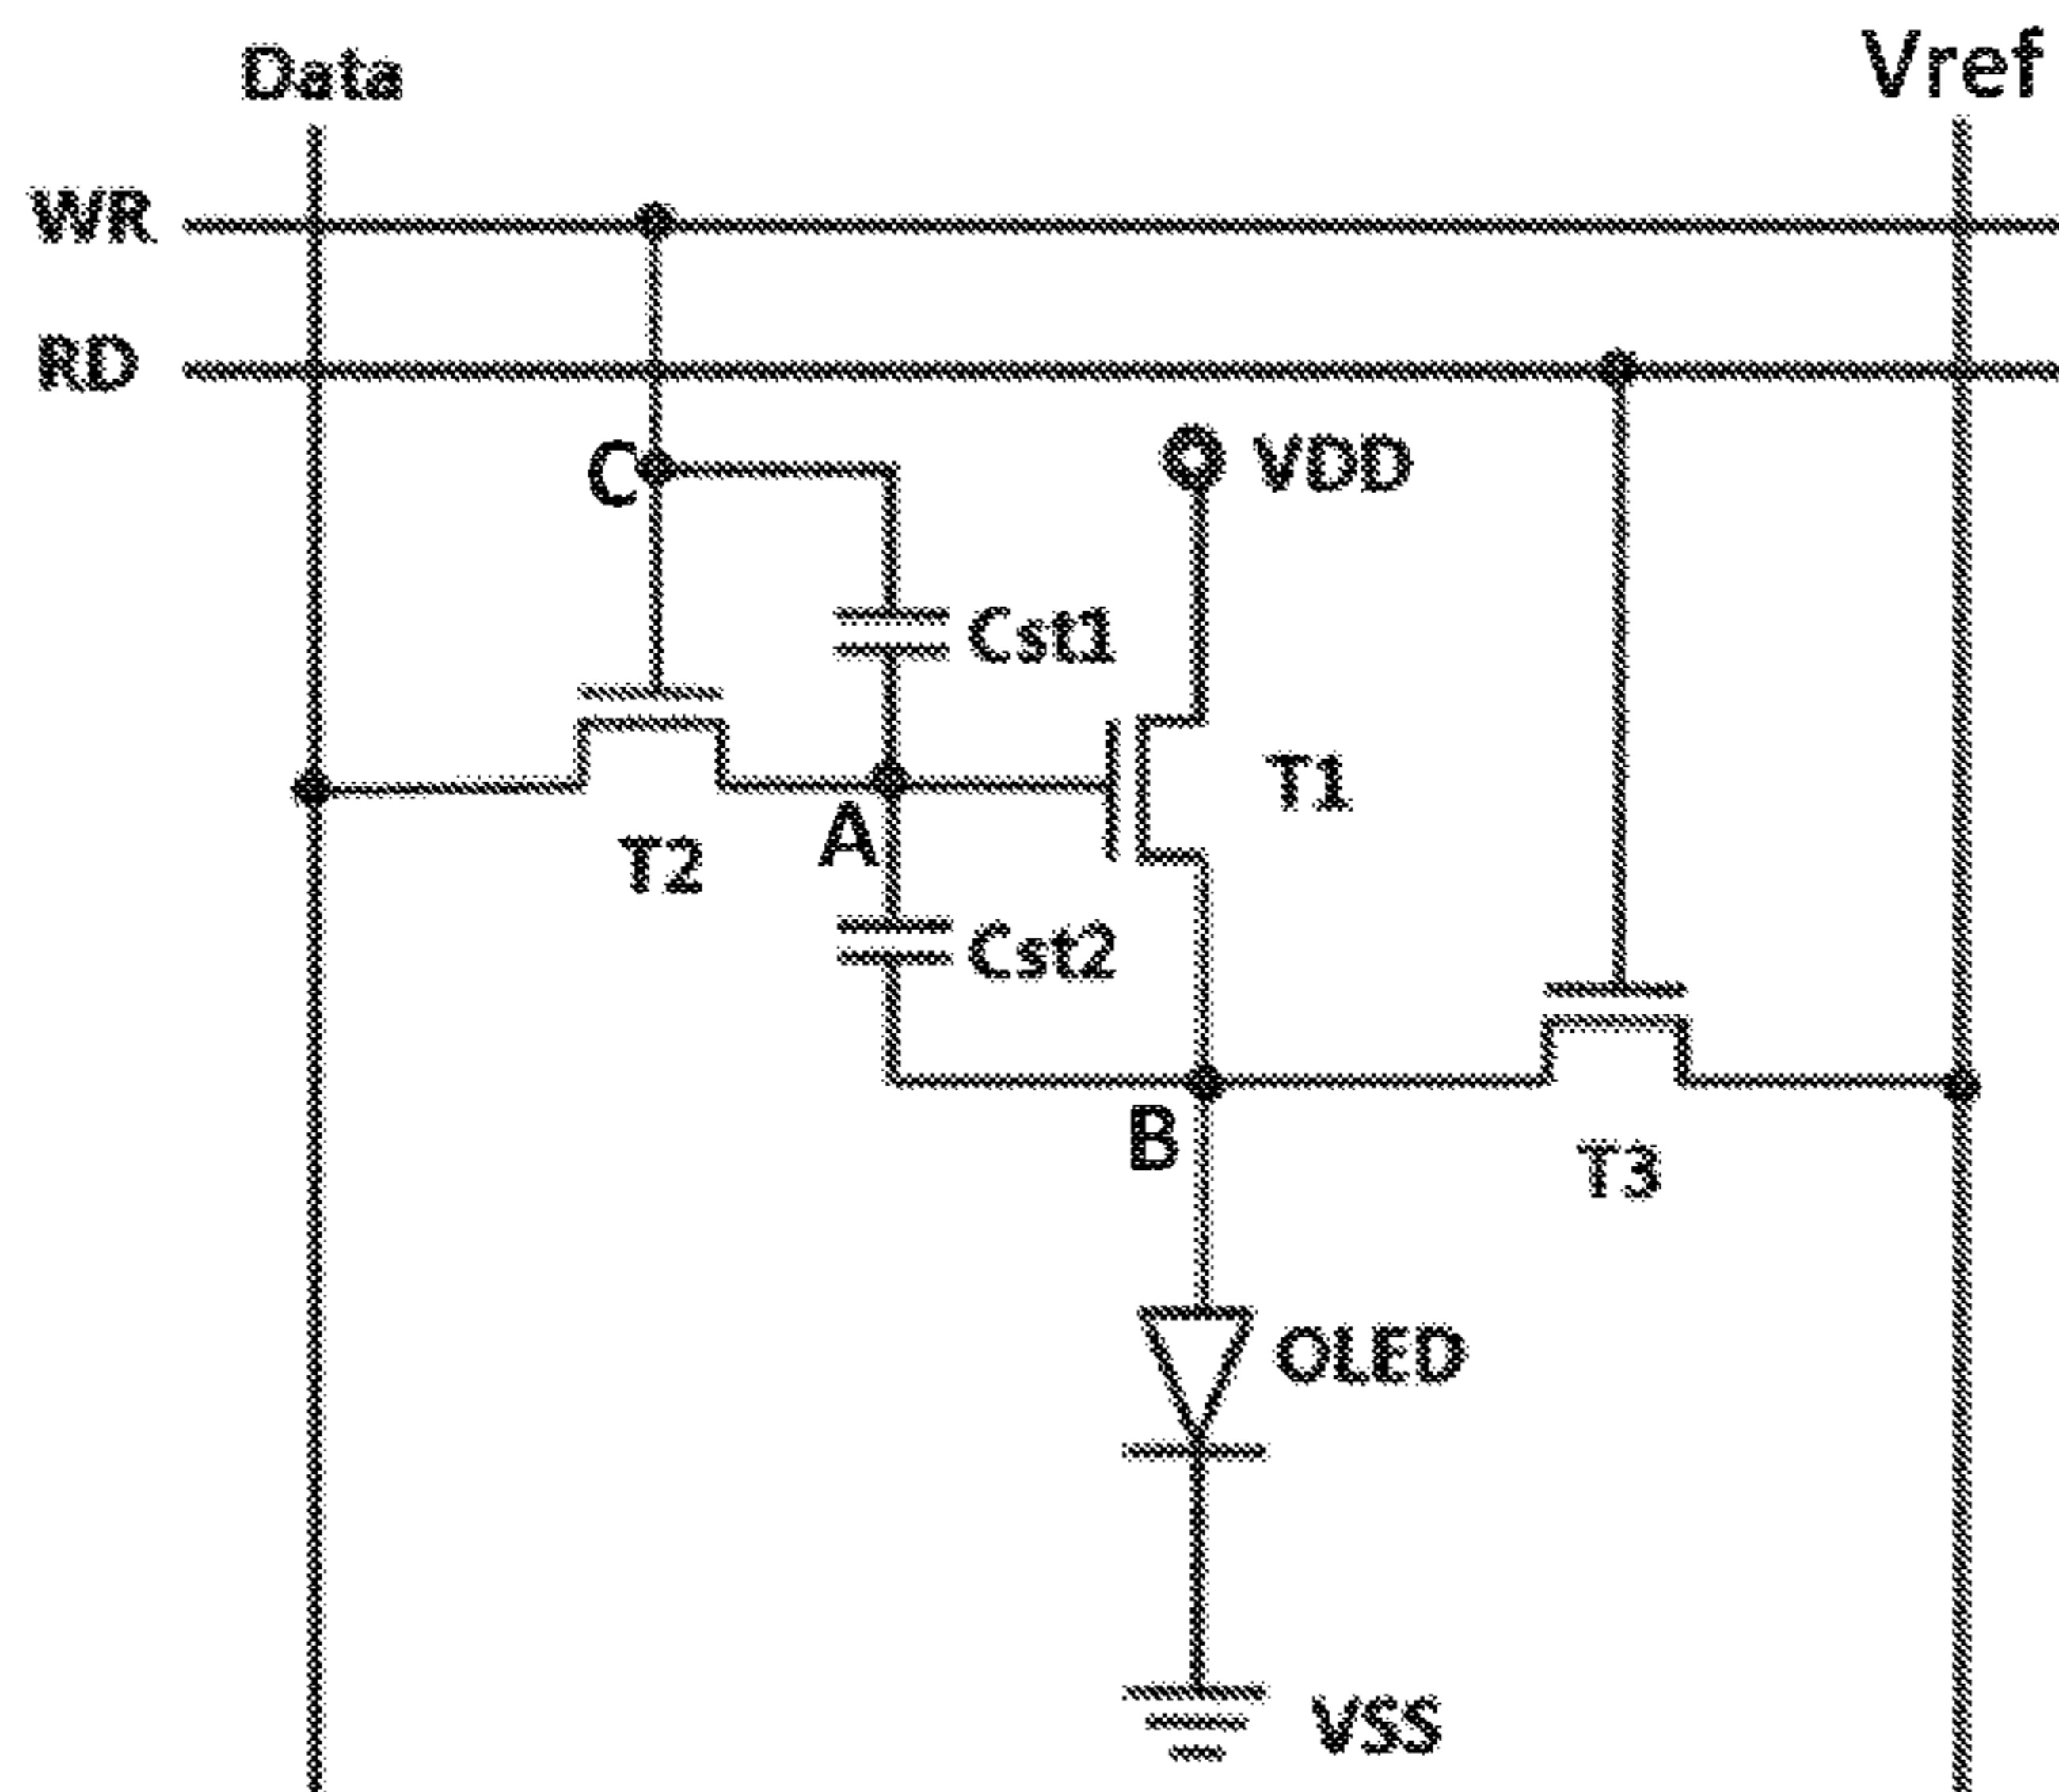 Data
Vref
WR
RD
C
VDD
Cst1
T1
A
T2
Cst2
B
T3
OLED
VSS